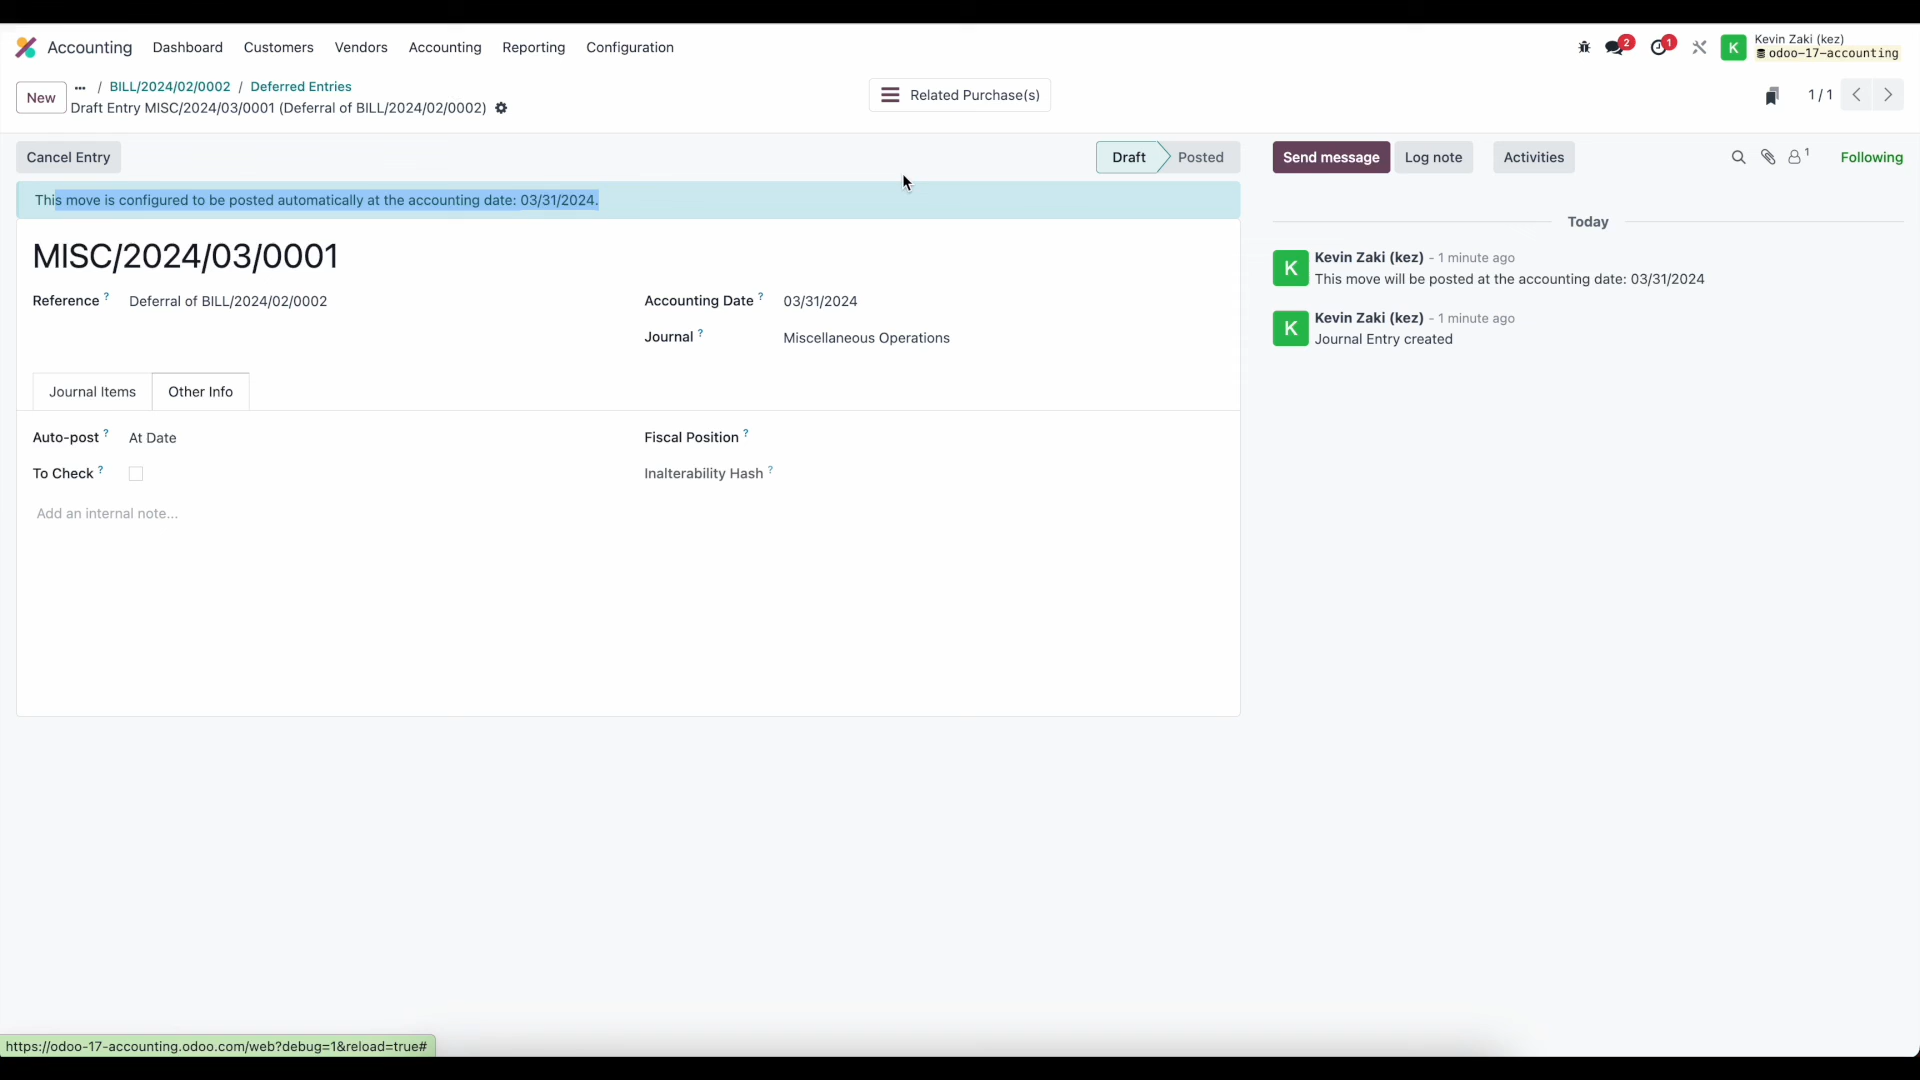 Accounting Dashboard Customers Vendors Accounting Reporting Configuration 2 1 K Kevin Zaki (kez)
odoo-17-accounting
New ... / BILL/2024/02/0002 / Deferred Entries
Draft Entry MISC/2024/03/0001 (Deferral of BILL/2024/02/0002)
Related Purchase(s)
1 / 1
Cancel Entry Draft Posted Send message Log note Activities 1 Following
This move is configured to be posted automatically at the accounting date: 03/31/2024.
Today
MISC/2024/03/0001
K Kevin Zaki (kez) - 1 minute ago
This move will be posted at the accounting date: 03/31/2024
Reference ? Deferral of BILL/2024/02/0002 Accounting Date ? 03/31/2024
K Kevin Zaki (kez) - 1 minute ago
Journal Entry created
Journal ? Miscellaneous Operations
Journal Items Other Info
Auto-post ? At Date Fiscal Position ?
To Check ? Inalterability Hash ?
Add an internal note...
https://odoo-17-accounting.odoo.com/web?debug=1&reload=true#